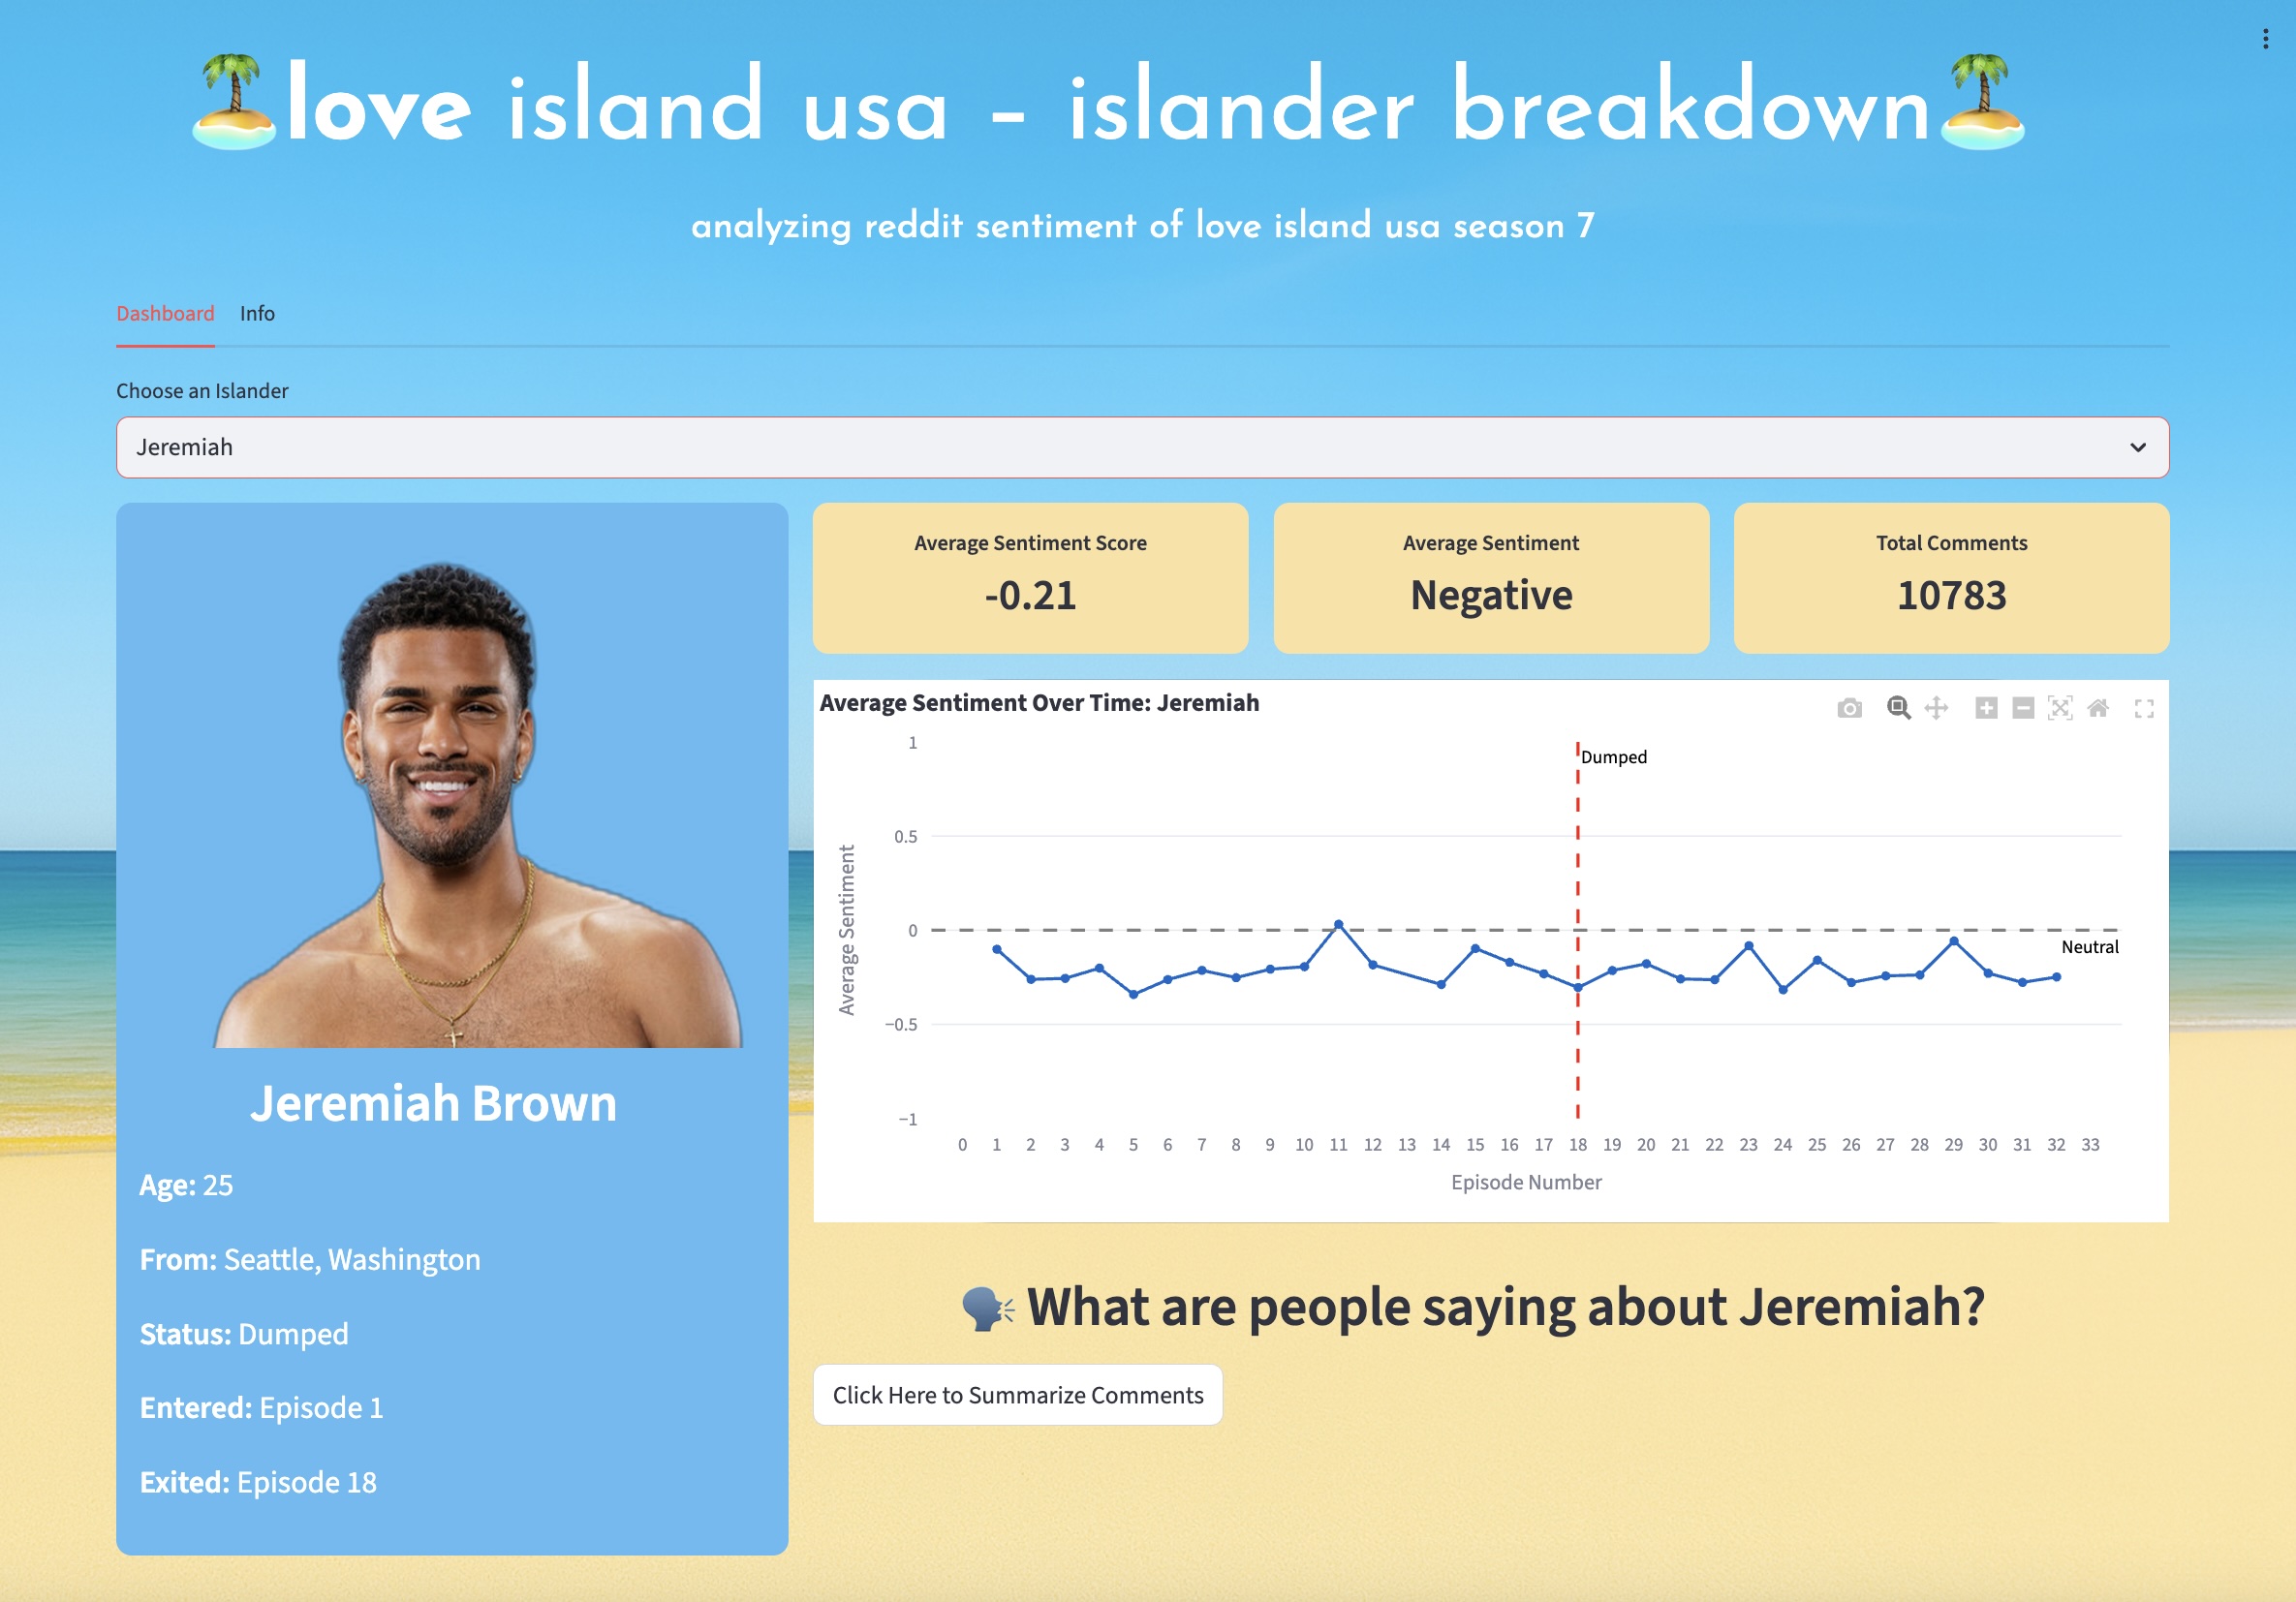 love island usa – islander breakdown
analyzing reddit sentiment of love island usa season 7
Dashboard Info
Choose an Islander
Jeremiah
Jeremiah Brown
Age: 25
From: Seattle, Washington
Status: Dumped
Entered: Episode 1
Exited: Episode 18
Average Sentiment Score
-0.21
Average Sentiment
Negative
Total Comments
10783
Average Sentiment Over Time: Jeremiah
1
0.5
0
−0.5
−1
Average Sentiment
Dumped
Neutral
0 1 2 3 4 5 6 7 8 9 10 11 12 13 14 15 16 17 18 19 20 21 22 23 24 25 26 27 28 29 30 31 32 33
Episode Number
What are people saying about Jeremiah?
Click Here to Summarize Comments